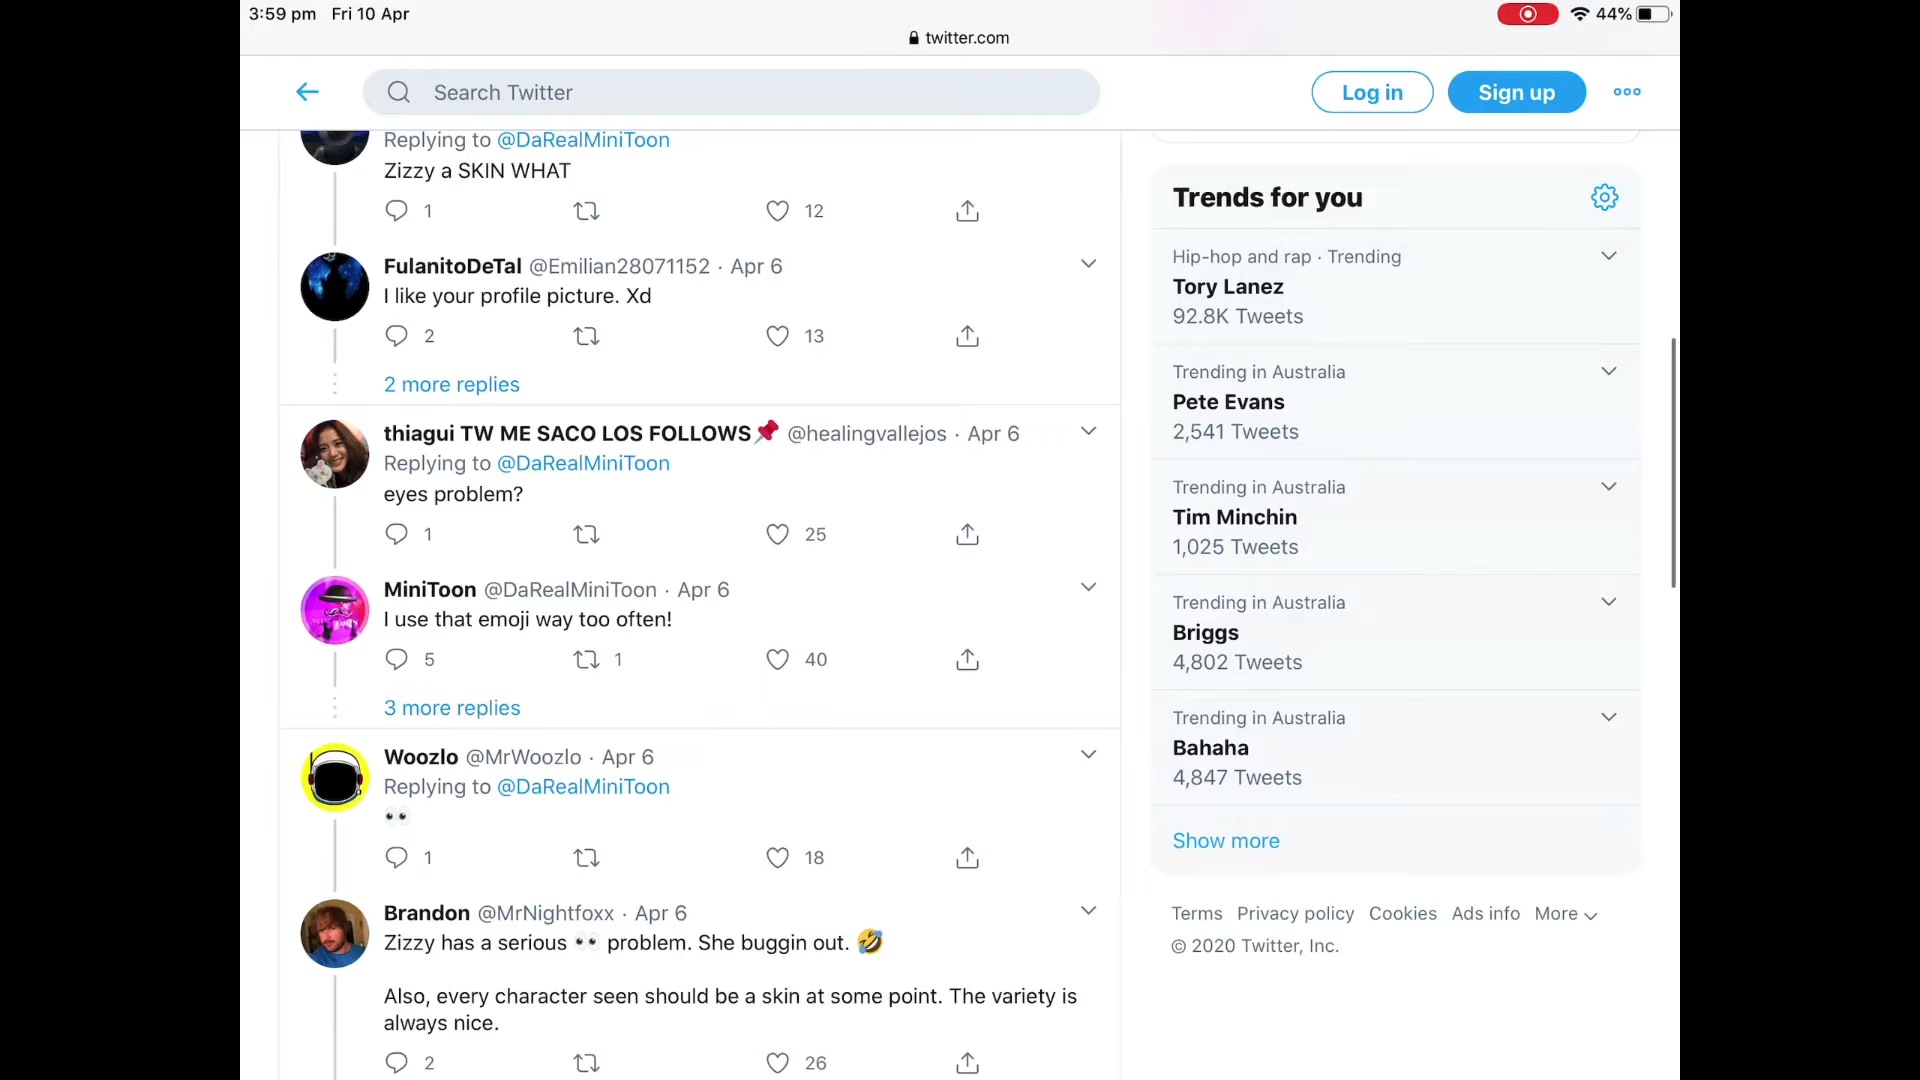 3:59 pm Fri 10 Apr
44%
twitter.com
Search Twitter
Log in
Sign up
Replying to @DaRealMiniToon
Zizzy a SKIN WHAT
1 12
FulanitoDeTal @Emilian28071152 · Apr 6
I like your profile picture. Xd
2 13
2 more replies
thiagui TW ME SACO LOS FOLLOWS📌 @healingvallejos · Apr 6
Replying to @DaRealMiniToon
eyes problem?
1 25
MiniToon @DaRealMiniToon · Apr 6
I use that emoji way too often!
5 1 40
3 more replies
Woozlo @MrWoozlo · Apr 6
Replying to @DaRealMiniToon
👀
1 18
Brandon @MrNightfoxx · Apr 6
Zizzy has a serious 👀 problem. She buggin out. 🤣
Also, every character seen should be a skin at some point. The variety is
always nice.
2 26
Trends for you
Hip-hop and rap · Trending
Tory Lanez
92.8K Tweets
Trending in Australia
Pete Evans
2,541 Tweets
Trending in Australia
Tim Minchin
1,025 Tweets
Trending in Australia
Briggs
4,802 Tweets
Trending in Australia
Bahaha
4,847 Tweets
Show more
Terms Privacy policy Cookies Ads info More
© 2020 Twitter, Inc.